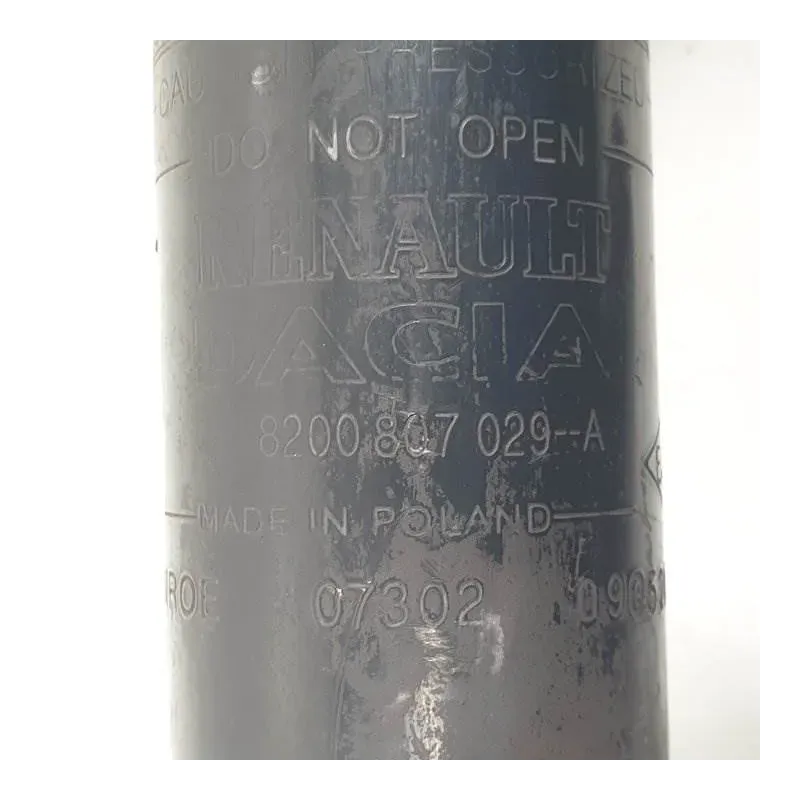 PRESSURIZED
DO NOT OPEN
RENAULT
DACIA
8200 807 029--A
MADE IN POLAND
07302